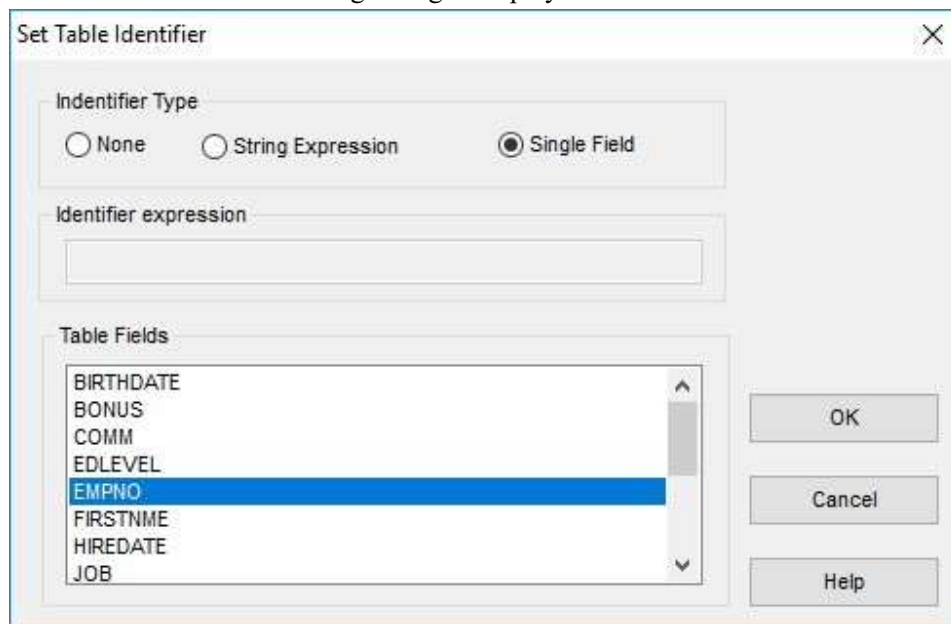 Set Table Identifier
Indentifier Type
None String Expression Single Field
Identifier expression
Table Fields
BIRTHDATE
BONUS
COMM
EDLEVEL
EMPNO
FIRSTNME
HIREDATE
JOB
OK
Cancel
Help